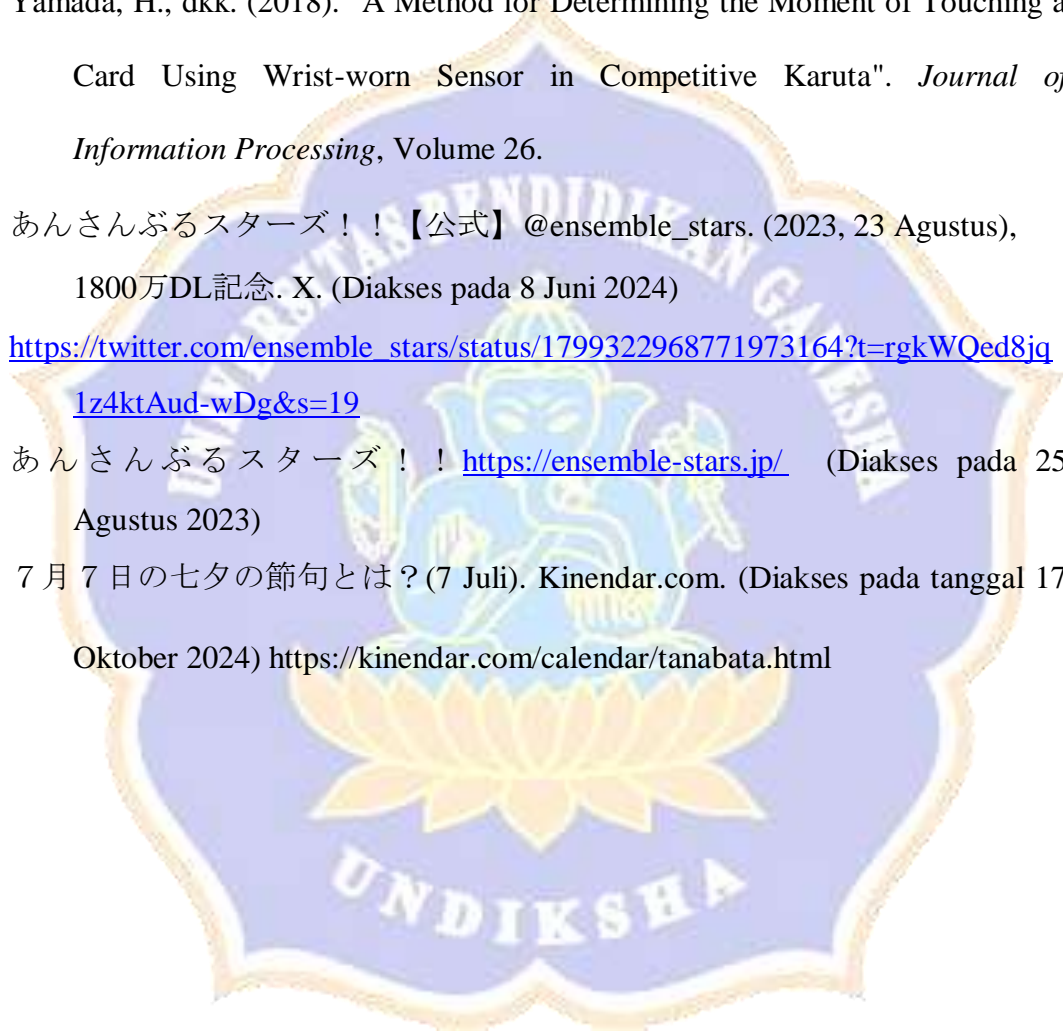 Yamada, H., dkk. (2018). "A Method for Determining the Moment of Touching a
Card Using Wrist-worn Sensor in Competitive Karuta". Journal of
Information Processing, Volume 26.
あんさんぶるスターズ！！【公式】@ensemble_stars. (2023, 23 Agustus),
1800万DL記念. X. (Diakses pada 8 Juni 2024)
https://twitter.com/ensemble_stars/status/1799322968771973164?t=rgkWQed8jq
1z4ktAud-wDg&s=19
あんさんぶるスターズ！！https://ensemble-stars.jp/ (Diakses pada 25
Agustus 2023)
７月７日の七夕の節句とは？(7 Juli). Kinendar.com. (Diakses pada tanggal 17
Oktober 2024) https://kinendar.com/calendar/tanabata.html
UNIVERSITAS PENDIDIKAN GANESHA
UNDIKSHA